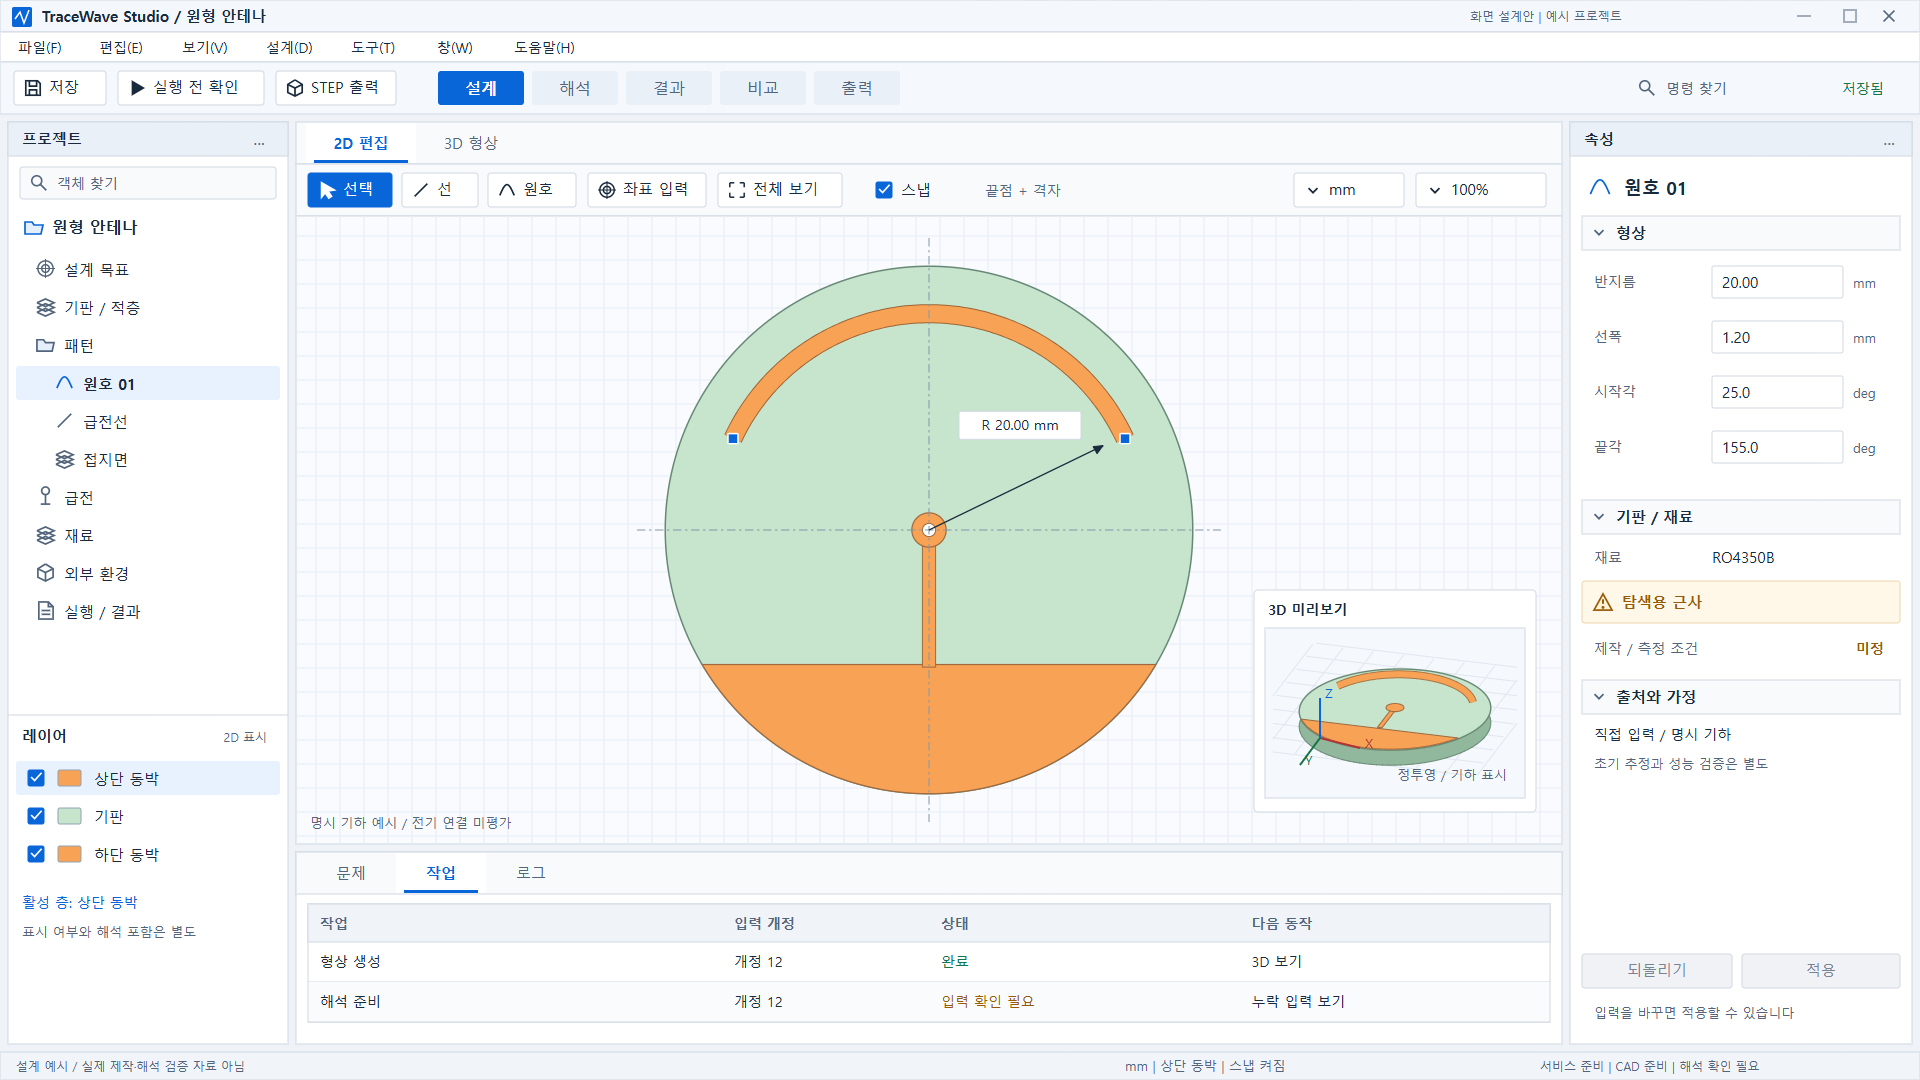 TraceWave Studio / 원형 안테나
화면 설계안 | 예시 프로젝트
파일(F) 편집(E) 보기(V) 설계(D) 도구(T) 창(W) 도움말(H)
저장 실행 전 확인 STEP 출력 설계 해석 결과 비교 출력 명령 찾기 저장됨
프로젝트 ...
객체 찾기
원형 안테나
설계 목표
기판 / 적층
패턴
원호 01
급전선
접지면
급전
재료
외부 환경
실행 / 결과
레이어 2D 표시
상단 동박
기판
하단 동박
활성 층: 상단 동박
표시 여부와 해석 포함은 별도
2D 편집 3D 형상
선택 선 원호 좌표 입력 전체 보기 스냅 끝점 + 격자 mm 100%
R 20.00 mm
3D 미리보기
Z
X
Y
정투영 / 기하 표시
명시 기하 예시 / 전기 연결 미평가
문제 작업 로그
작업 입력 개정 상태 다음 동작
형상 생성 개정 12 완료 3D 보기
해석 준비 개정 12 입력 확인 필요 누락 입력 보기
속성 ...
원호 01
형상
반지름 20.00 mm
선폭 1.20 mm
시작각 25.0 deg
끝각 155.0 deg
기판 / 재료
재료 RO4350B
탐색용 근사
제작 / 측정 조건 미정
출처와 가정
직접 입력 / 명시 기하
초기 추정과 성능 검증은 별도
되돌리기 적용
입력을 바꾸면 적용할 수 있습니다
설계 예시 / 실제 제작·해석 검증 자료 아님
mm | 상단 동박 | 스냅 켜짐
서비스 준비 | CAD 준비 | 해석 확인 필요